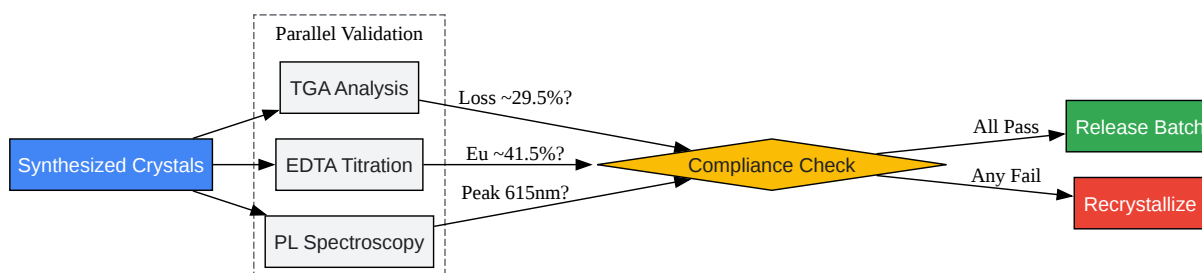 Parallel Validation
Synthesized Crystals
TGA Analysis
EDTA Titration
PL Spectroscopy
Loss ~29.5%?
Eu ~41.5%?
Peak 615nm?
Compliance Check
All Pass
Any Fail
Release Batch
Recrystallize